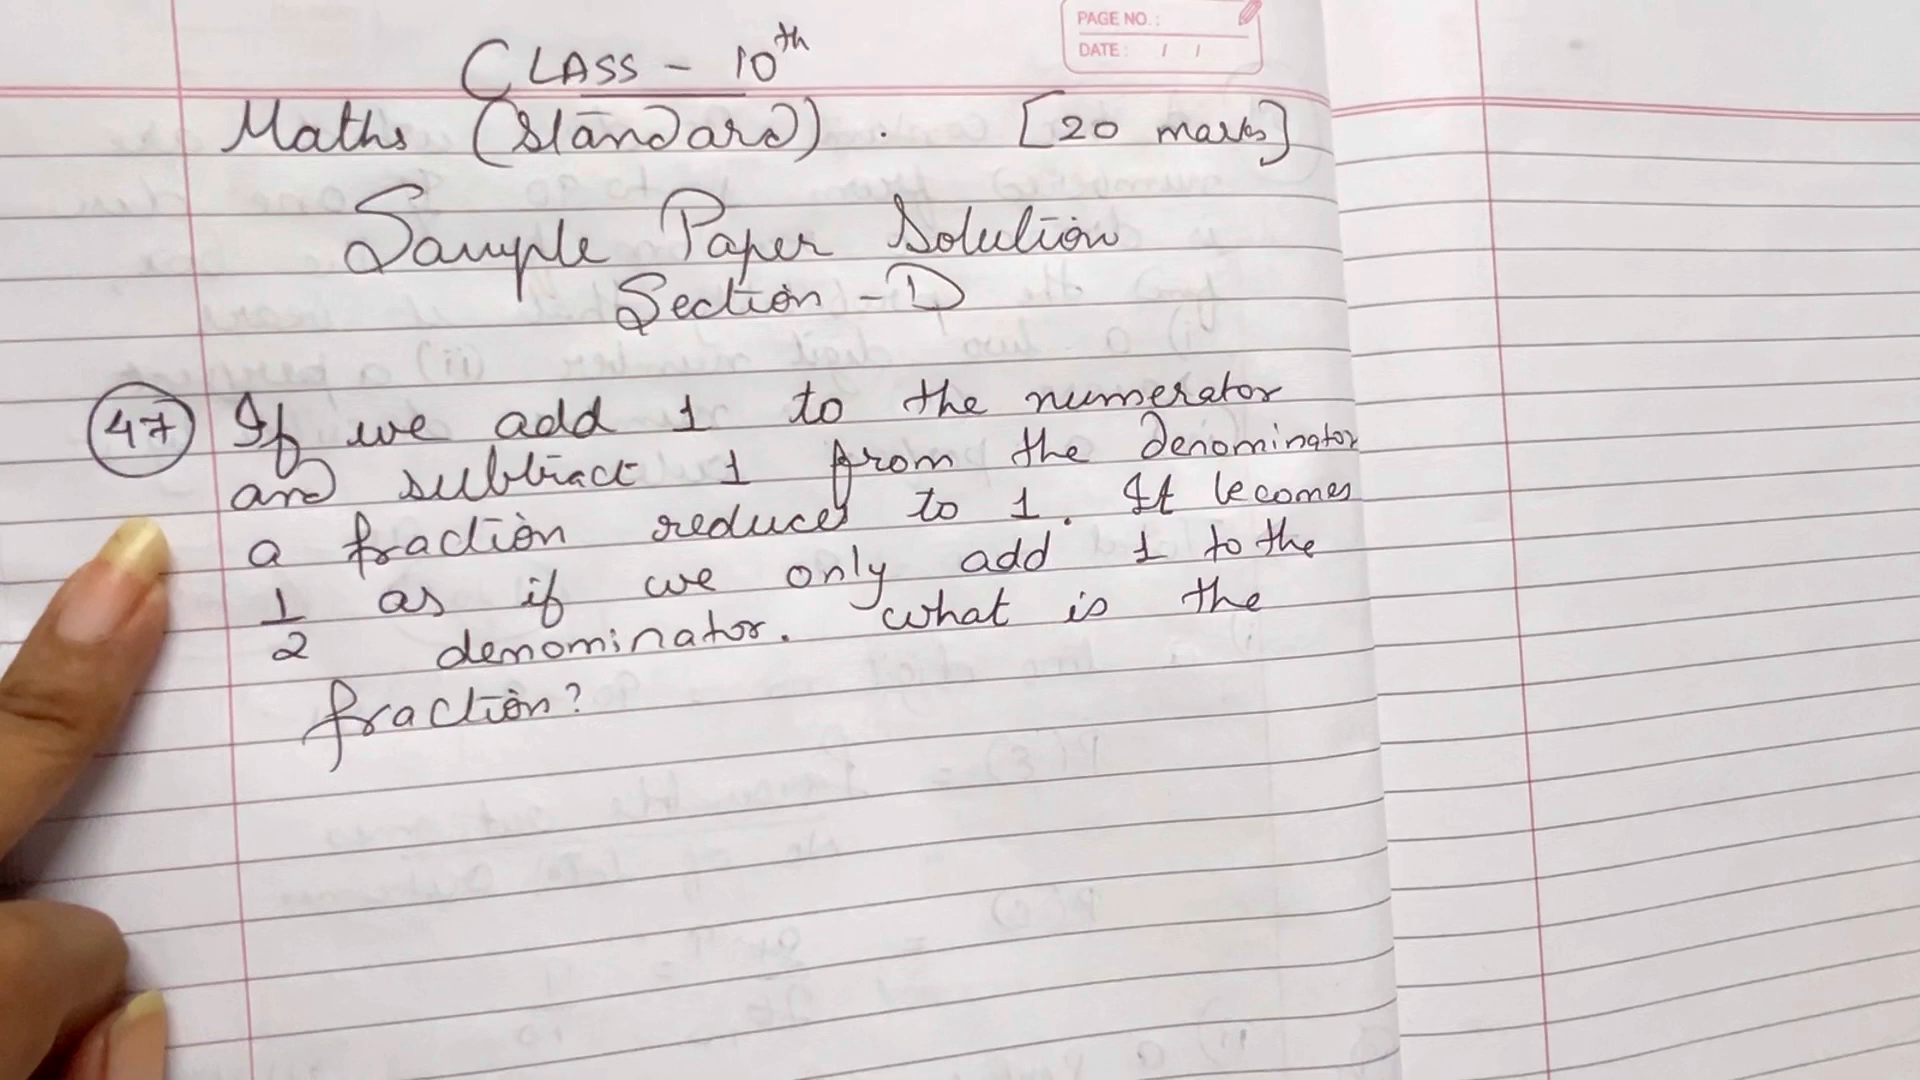 PAGE NO.:
DATE: / /
CLASS - 10th
Maths (Standard). [20 marks]
Sample Paper Solution
Section - D
47 If we add 1 to the numerator
and subtract 1 from the denominator
a fraction reduces to 1. It becomes
1/2 as if we only add 1 to the
denominator. What is the
fraction?